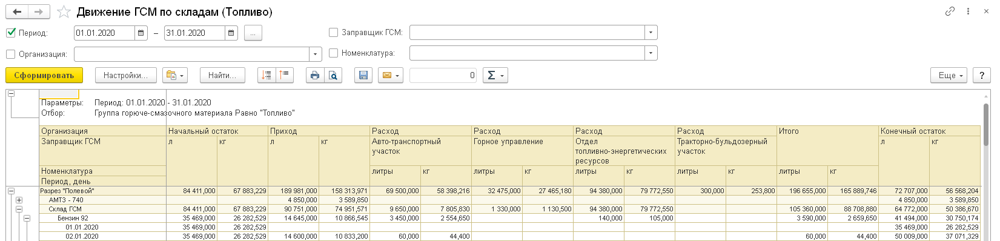 Движение ГСМ по складам (Топливо)
Период: 01.01.2020 – 31.01.2020 ... Заправщик ГСМ:
Организация: Номенклатура:
Сформировать Настройки... Найти... 0 Σ Еще ?
Параметры: Период: 01.01.2020 - 31.01.2020
Отбор: Группа горюче-смазочного материала Равно "Топливо"
Организация Начальный остаток Приход Расход Расход Расход Расход Итого Конечный остаток
Заправщик ГСМ л кг л кг Авто-транспортный Горное управление Отдел Тракторно-бульдозерный л кг
участок топливно-энергетических участок
ресурсов
Номенклатура литры кг литры кг литры кг литры кг литры кг
Период, день
Разрез "Полевой" 84 411,000 67 883,229 189 981,000 158 313,971 69 500,000 58 398,216 32 475,000 27 465,180 94 380,000 79 772,550 300,000 253,800 196 655,000 165 889,746 72 707,000 56 568,204
АМТЗ - 740 4 850,000 3 589,850 4 850,000 3 589,850
Склад ГСМ 84 411,000 67 883,229 90 751,000 74 951,571 9 650,000 7 805,830 1 330,000 1 130,500 94 380,000 79 772,550 105 360,000 88 708,880 64 772,000 50 386,670
Бензин 92 35 469,000 26 282,529 14 645,000 10 866,545 3 450,000 2 554,650 140,000 105,000 3 590,000 2 659,650 41 494,000 30 750,174
01.01.2020 35 469,000 26 282,529 35 469,000 26 282,529
02.01.2020 35 469,000 26 282,529 14 600,000 10 833,200 60,000 44,400 60,000 44,400 50 009,000 37 071,329